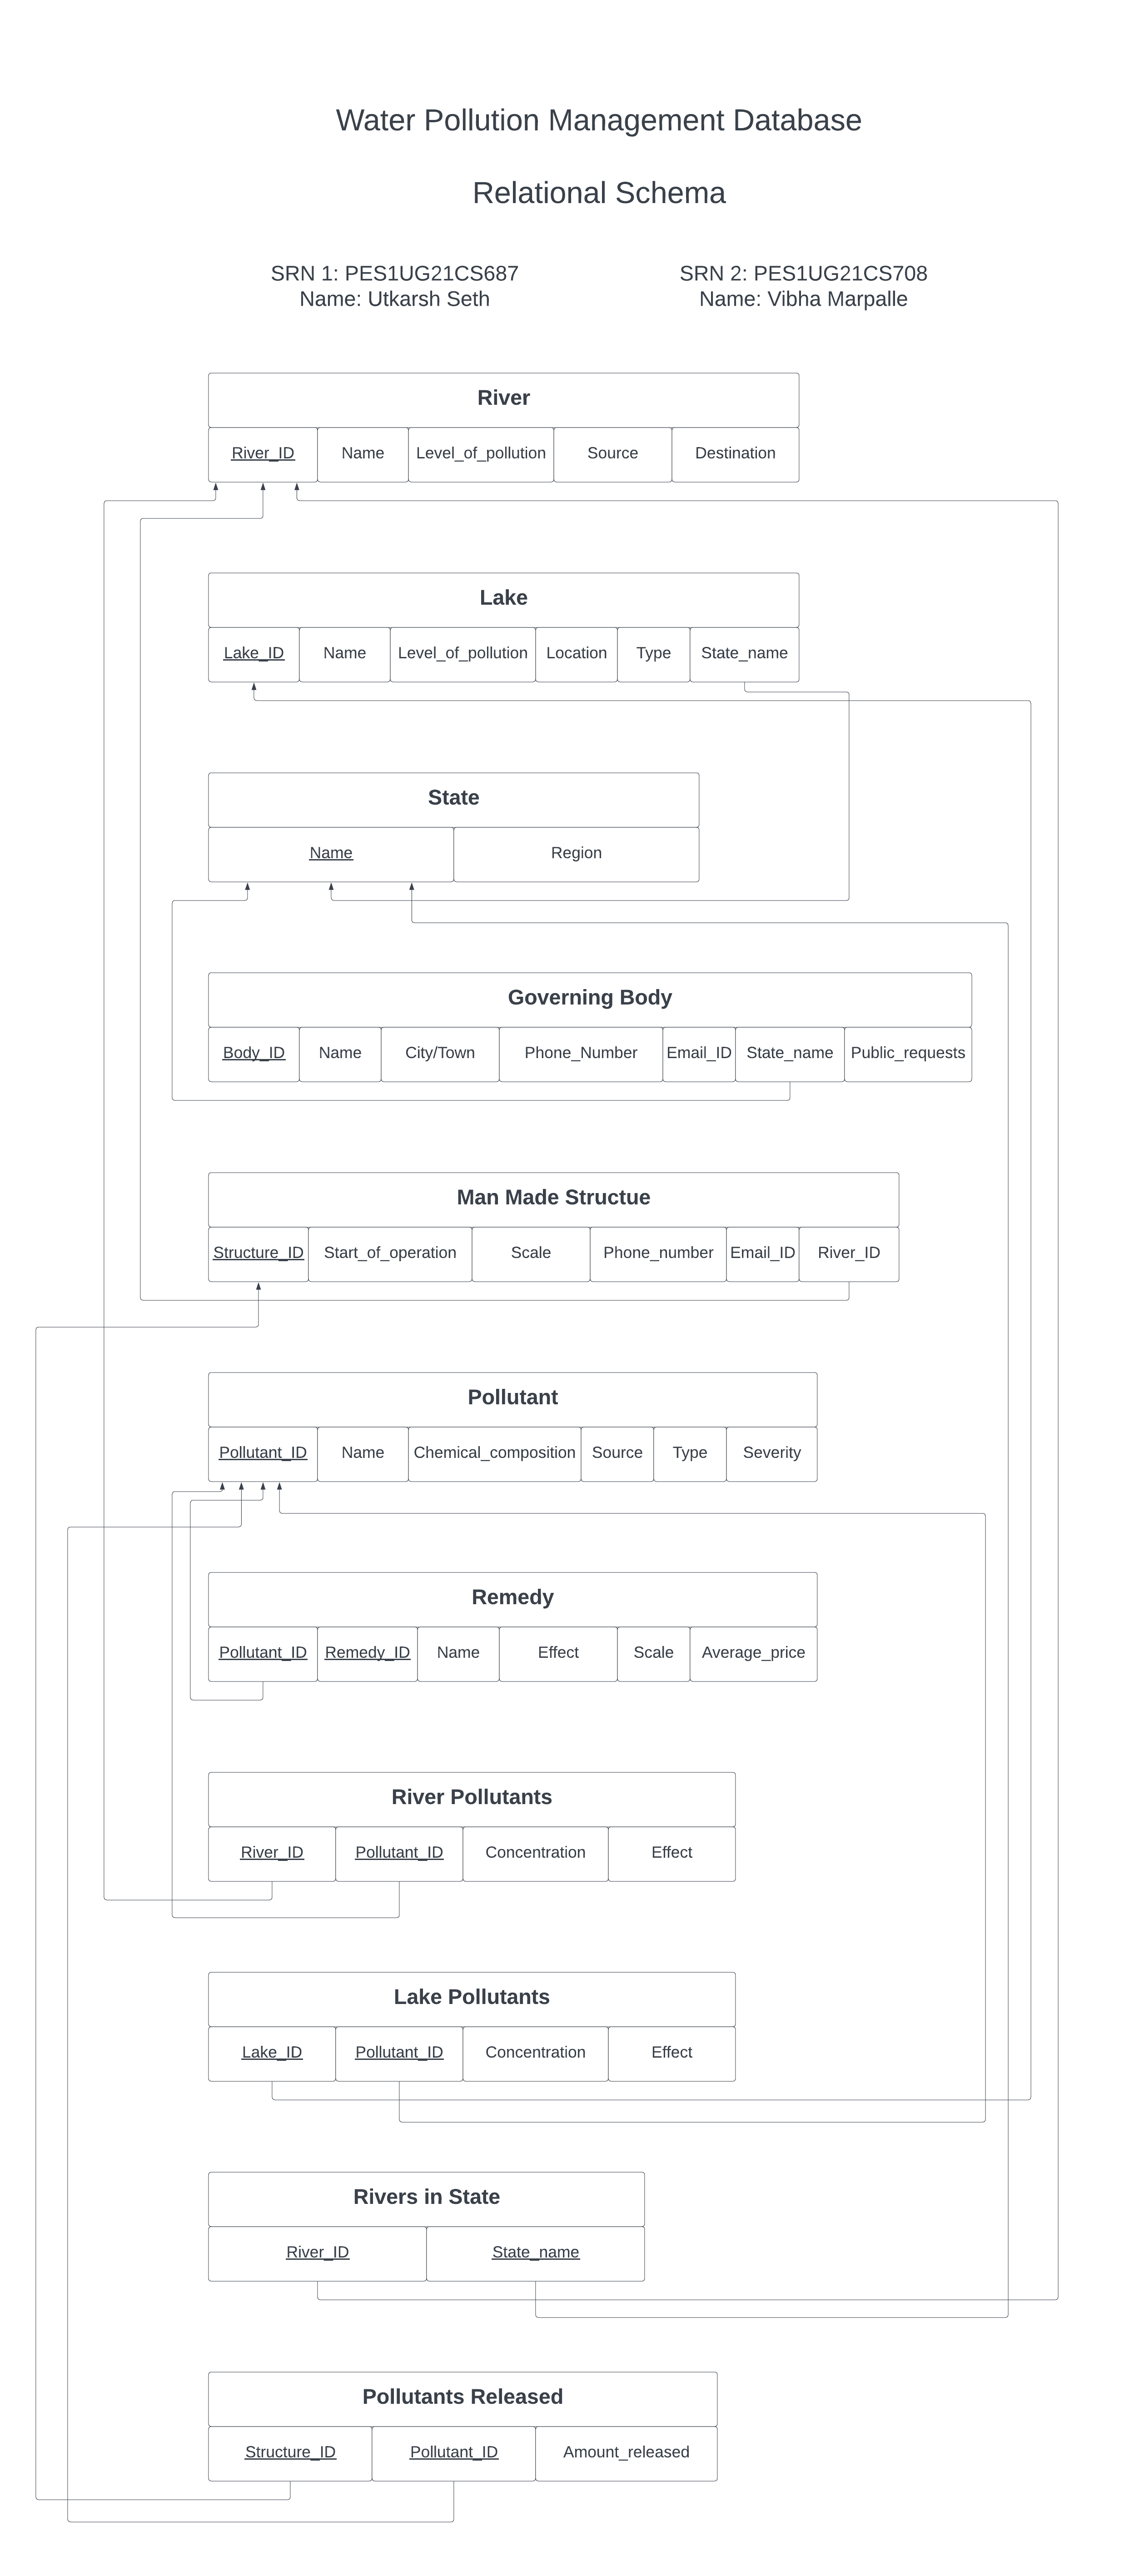 Water Pollution Management Database
Relational Schema
SRN 1: PES1UG21CS687
Name: Utkarsh Seth
SRN 2: PES1UG21CS708
Name: Vibha Marpalle
River
River_ID Name Level_of_pollution Source Destination
Lake
Lake_ID Name Level_of_pollution Location Type State_name
State
Name Region
Governing Body
Body_ID Name City/Town Phone_Number Email_ID State_name Public_requests
Man Made Structue
Structure_ID Start_of_operation Scale Phone_number Email_ID River_ID
Pollutant
Pollutant_ID Name Chemical_composition Source Type Severity
Remedy
Pollutant_ID Remedy_ID Name Effect Scale Average_price
River Pollutants
River_ID Pollutant_ID Concentration Effect
Lake Pollutants
Lake_ID Pollutant_ID Concentration Effect
Rivers in State
River_ID State_name
Pollutants Released
Structure_ID Pollutant_ID Amount_released